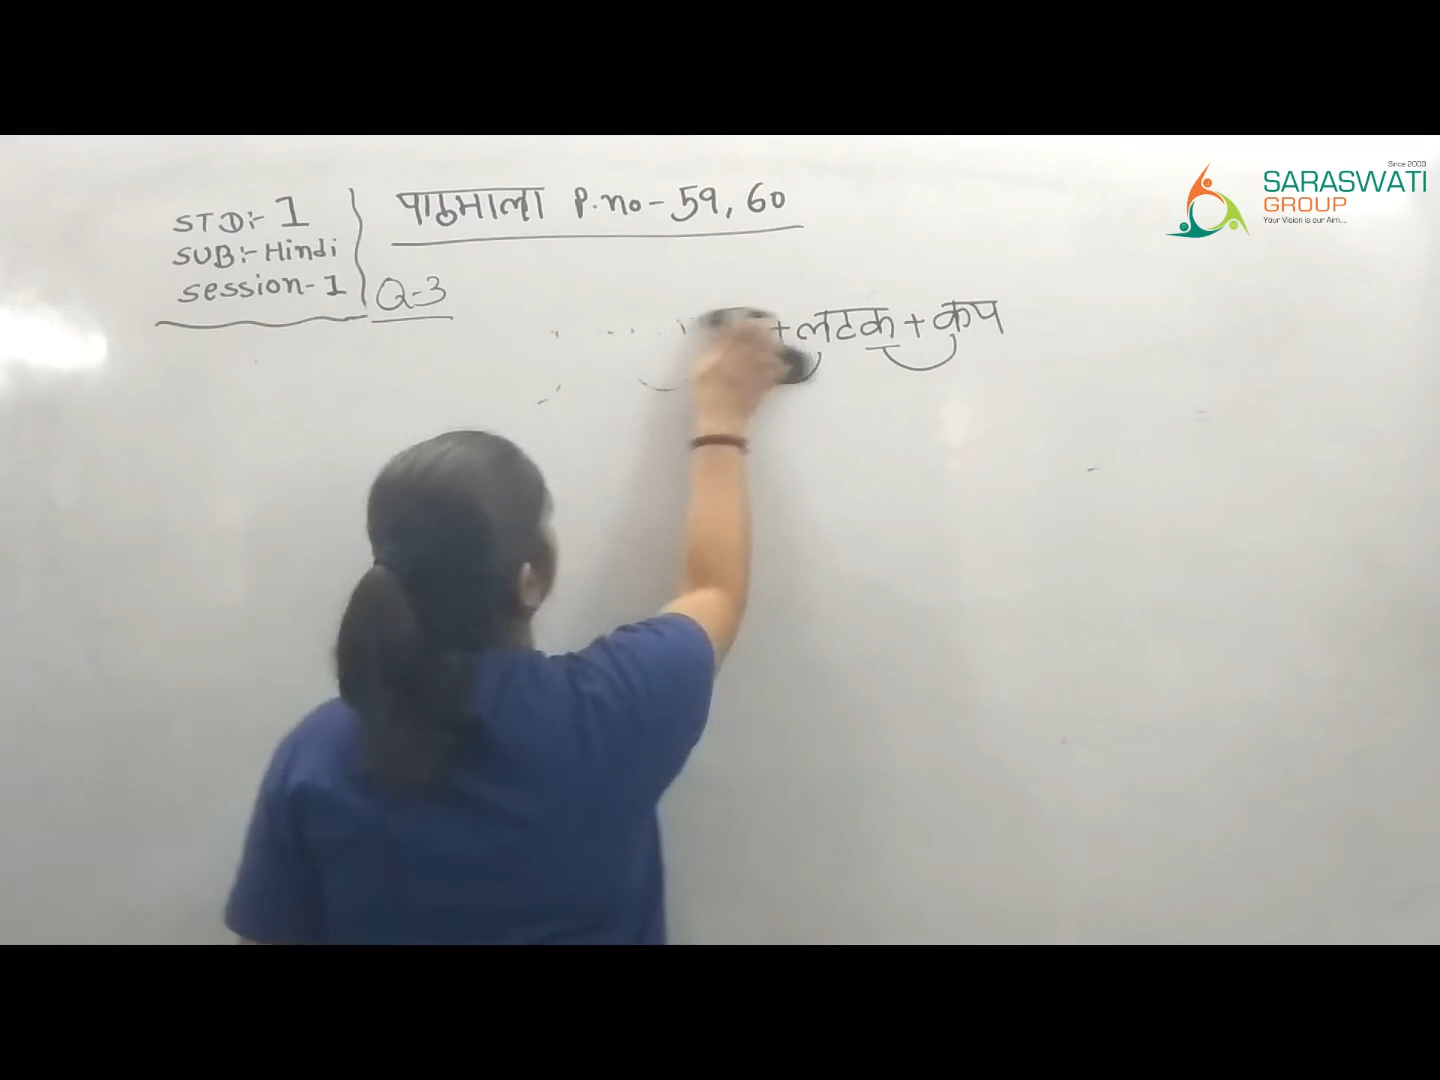 Since 2003
SARASWATI
GROUP
Your Vision is our Aim...
STD:- 1
SUB:- Hindi
Session-1
पाठमाला P.no-59, 60
Q-3
+ लटक + कप